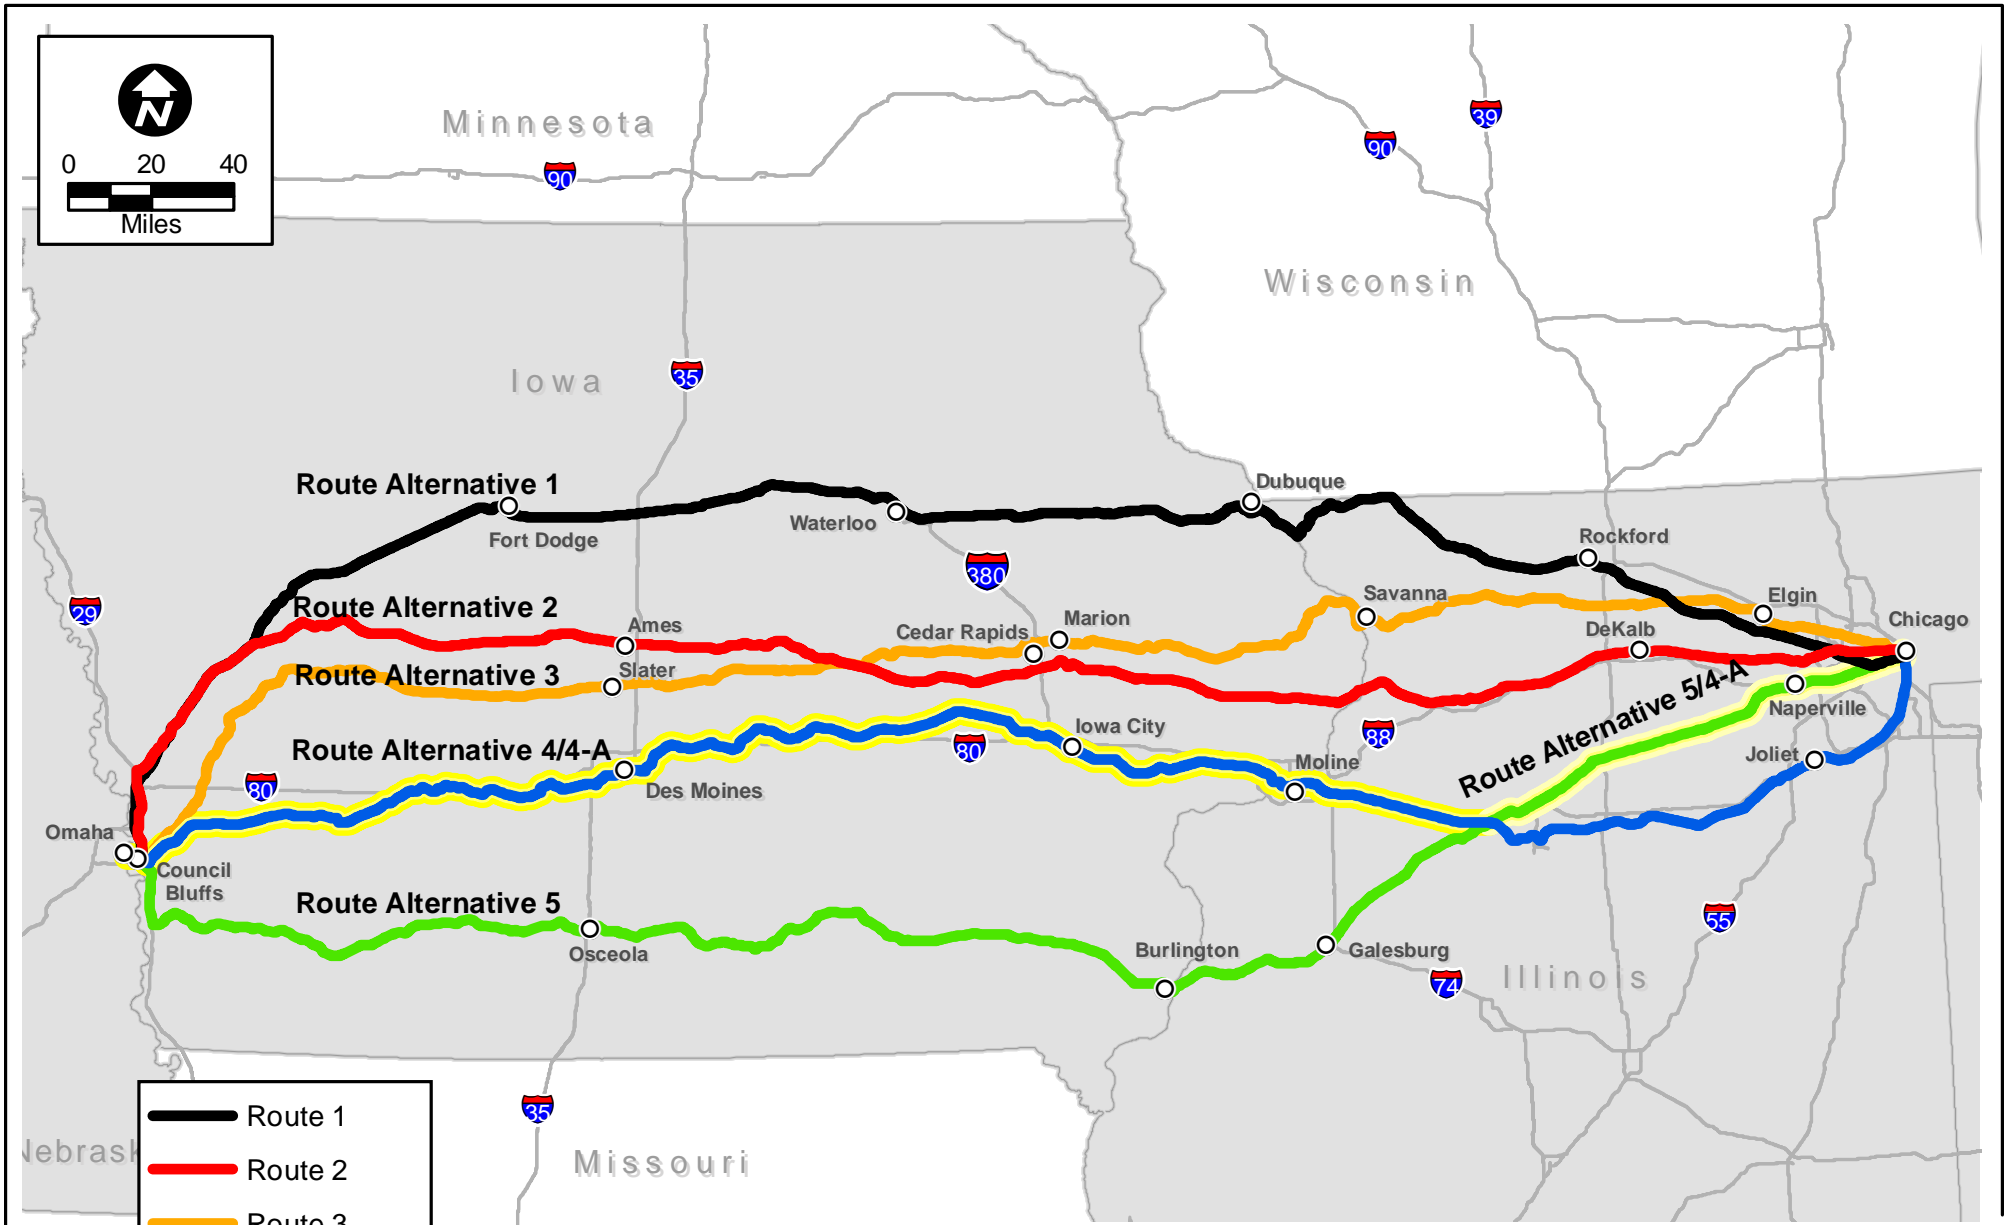 N
0 20 40
Miles
Minnesota
90
90
39
Wisconsin
Iowa
35
Route Alternative 1
Fort Dodge
Waterloo
Dubuque
Rockford
380
29
Route Alternative 2
Ames
Cedar Rapids
Marion
Savanna
Elgin
DeKalb
Chicago
Route Alternative 3
Slater
Route Alternative 5/4-A
Naperville
Route Alternative 4/4-A
Iowa City
80
88
Moline
Joliet
80
Des Moines
Omaha
Council
Bluffs
Route Alternative 5
Osceola
Burlington
Galesburg
55
74
Illinois
35
Missouri
Nebrask
Route 1
Route 2
Route 3